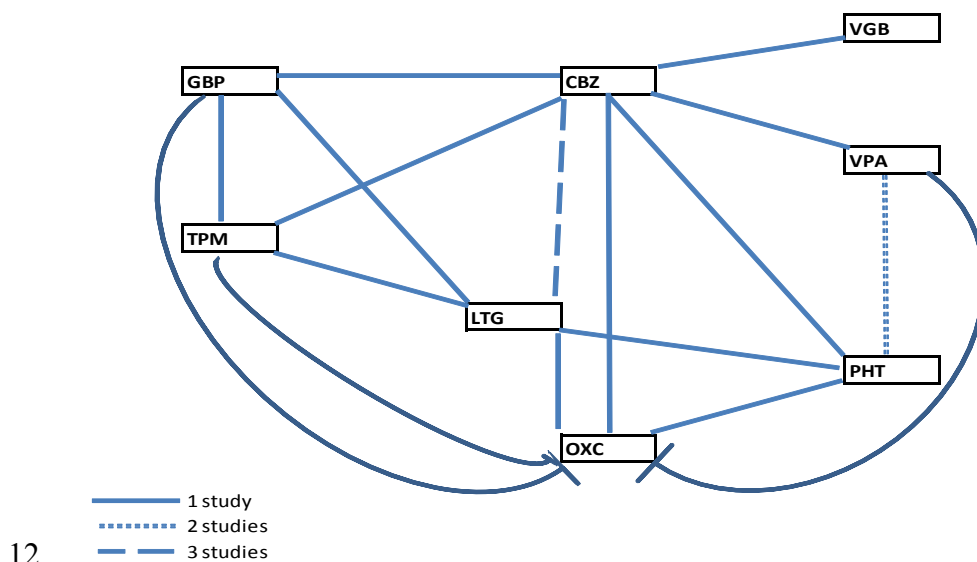 VGB
GBP
CBZ
VPA
TPM
LTG
PHT
OXC
1 study
2 studies
12
3 studies